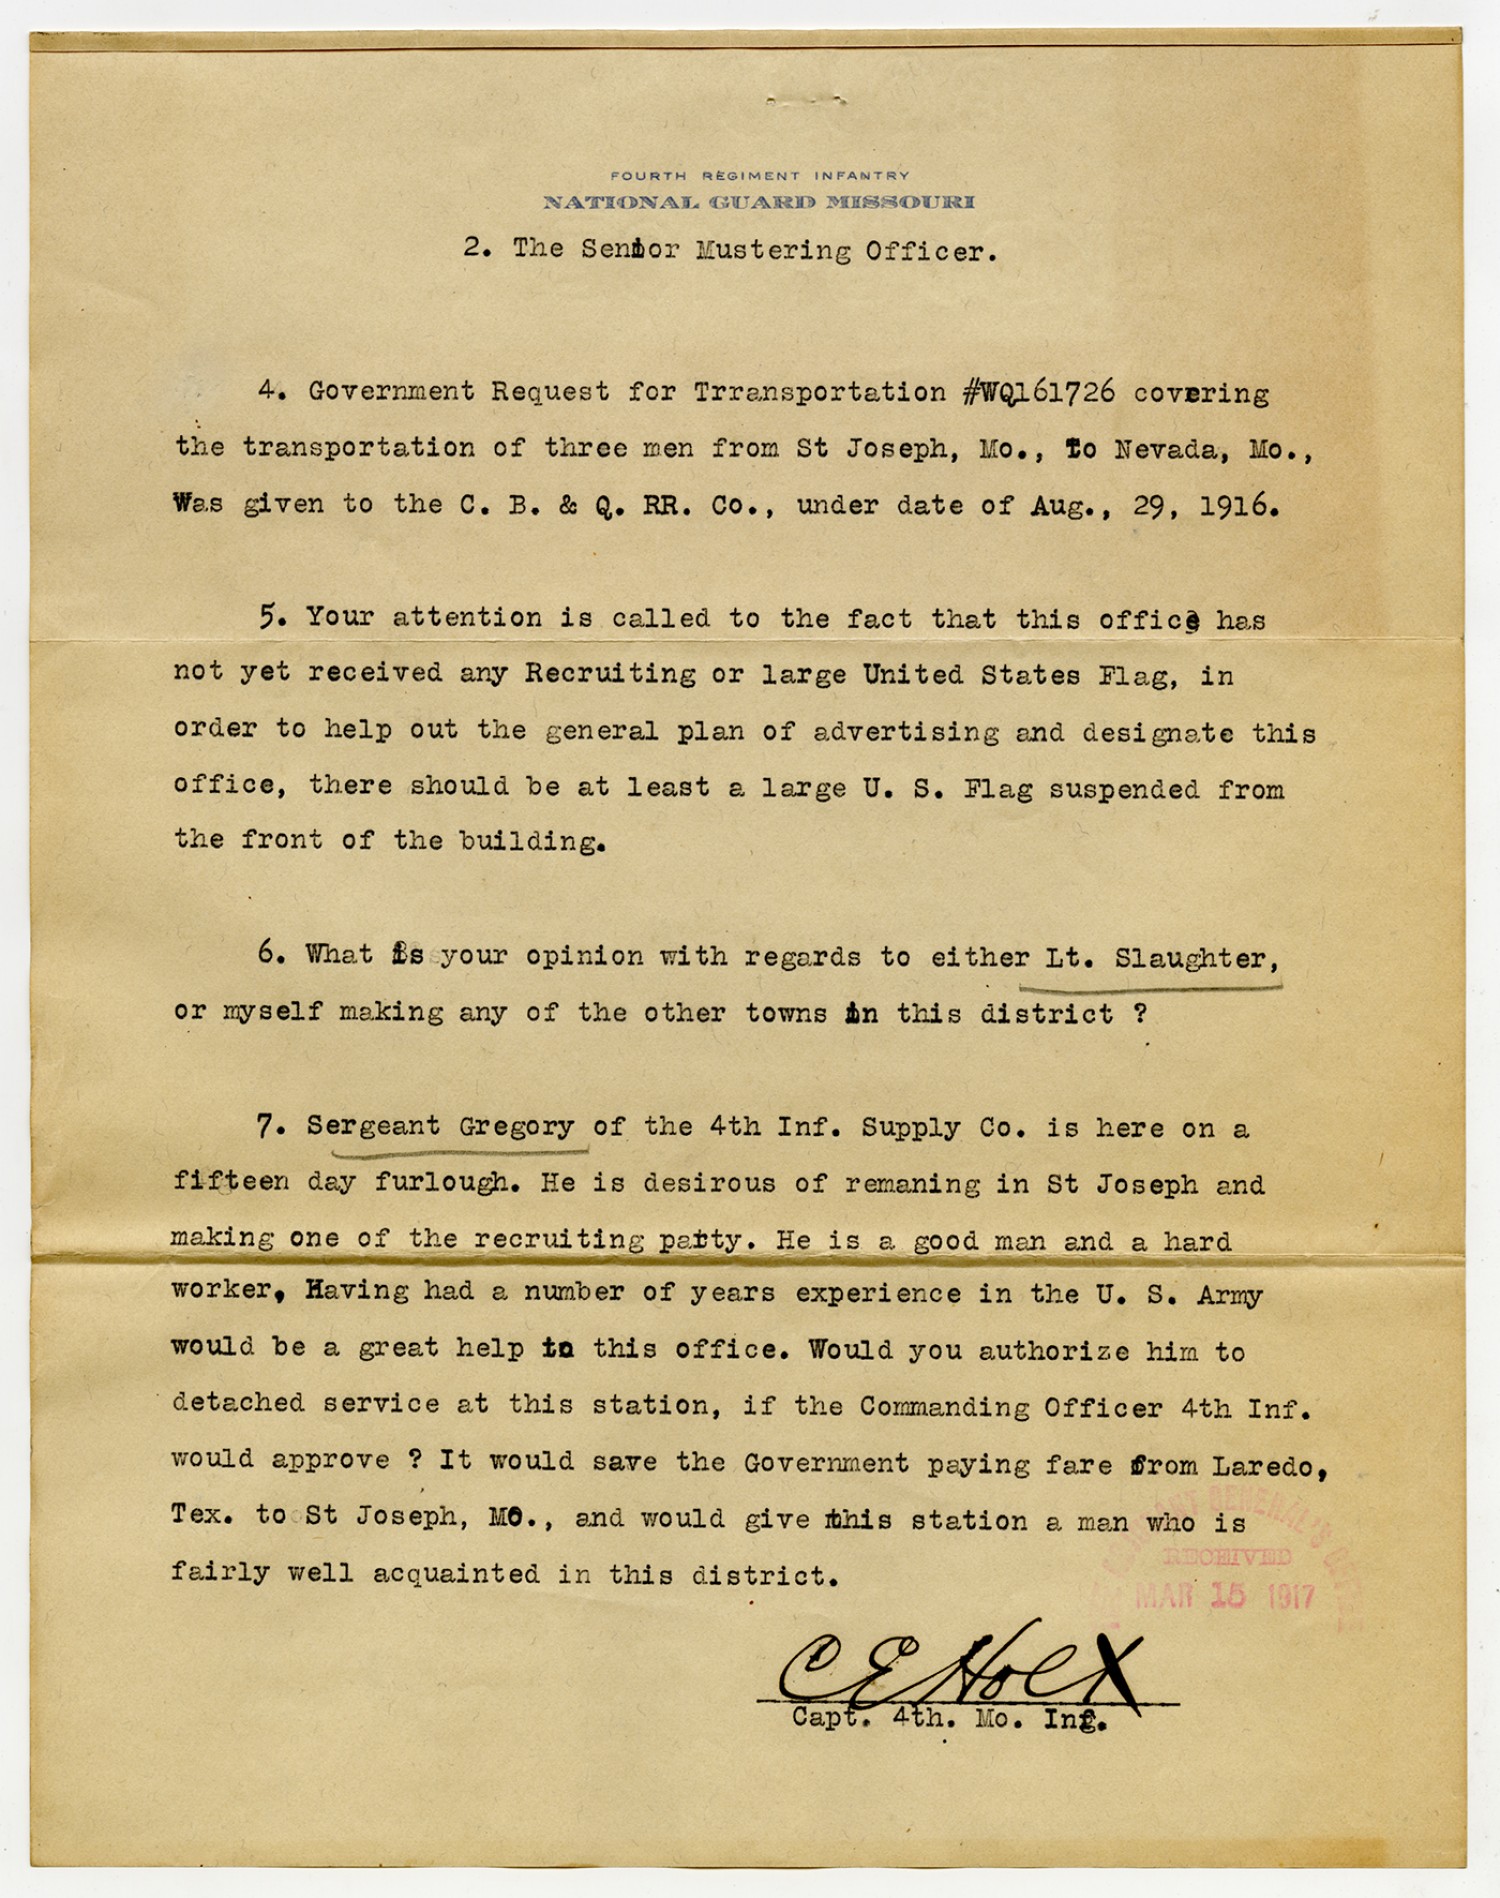 FOURTH REGIMENT INFANTRY
NATIONAL GUARD MISSOURI
2. The Senior Mustering Officer.
4. Government Request for Trransportation #WQ161726 covering
the transportation of three men from St Joseph, Mo., to Nevada, Mo.,
Was given to the C. B. & Q. RR. Co., under date of Aug., 29, 1916.
5. Your attention is called to the fact that this office has
not yet received any Recruiting or large United States Flag, in
order to help out the general plan of advertising and designate this
office, there should be at least a large U. S. Flag suspended from
the front of the building.
6. What is your opinion with regards to either Lt. Slaughter,
or myself making any of the other towns in this district ?
7. Sergeant Gregory of the 4th Inf. Supply Co. is here on a
fifteen day furlough. He is desirous of remaning in St Joseph and
making one of the recruiting party. He is a good man and a hard
worker, Having had a number of years experience in the U. S. Army
would be a great help to this office. Would you authorize him to
detached service at this station, if the Commanding Officer 4th Inf.
would approve ? It would save the Government paying fare from Laredo,
Tex. to St Joseph, MO., and would give this station a man who is
fairly well acquainted in this district.
GENERAL'S
RECEIVED
MAR 15 1917
C E Holt
Capt. 4th. Mo. Inf.